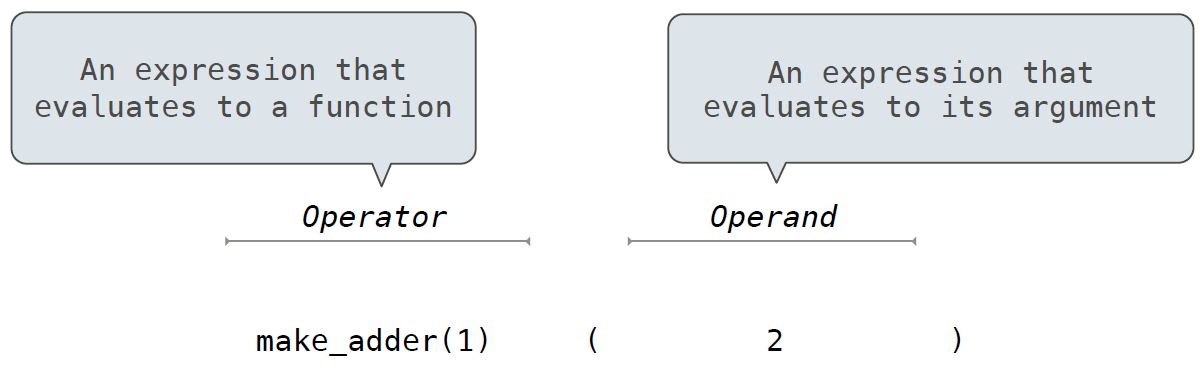 An expression that
evaluates to a function
An expression that
evaluates to its argument
Operator
Operand
make_adder(1) ( 2 )